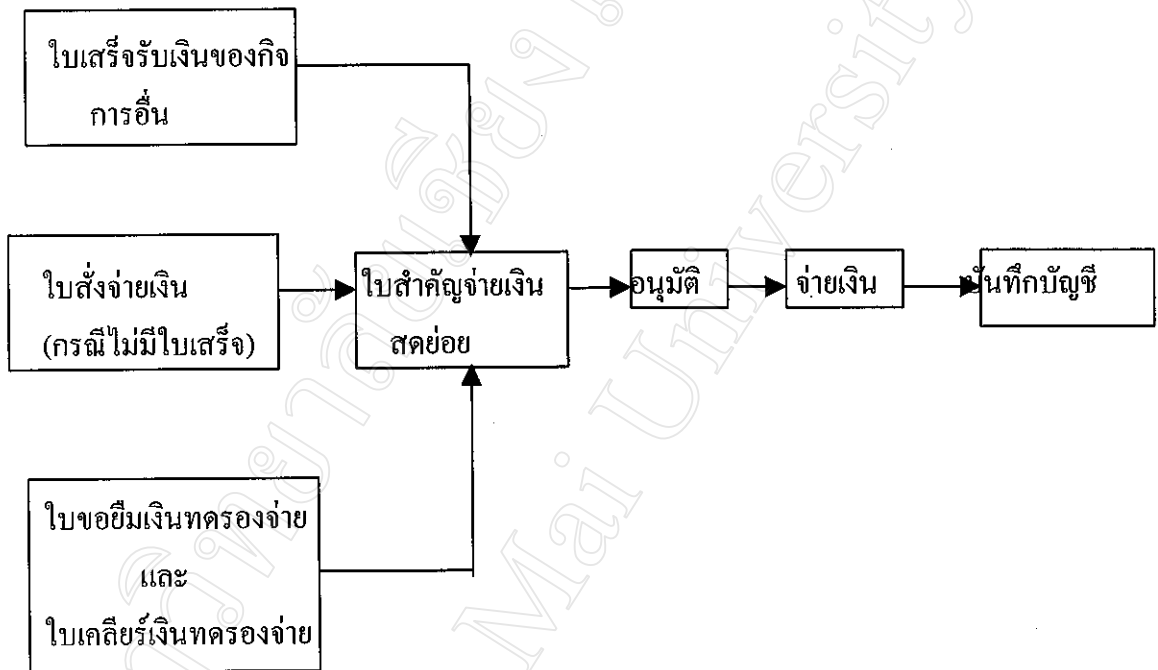 ใบเสร็จรับเงินของกิจ
การอื่น
ใบสั่งจ่ายเงิน
(กรณีไม่มีใบเสร็จ)
ใบสำคัญจ่ายเงิน
สดย่อย
อนุมัติ
จ่ายเงิน
บันทึกบัญชี
ใบขอยืมเงินทดรองจ่าย
และ
ใบเคลียร์เงินทดรองจ่าย
Mai University